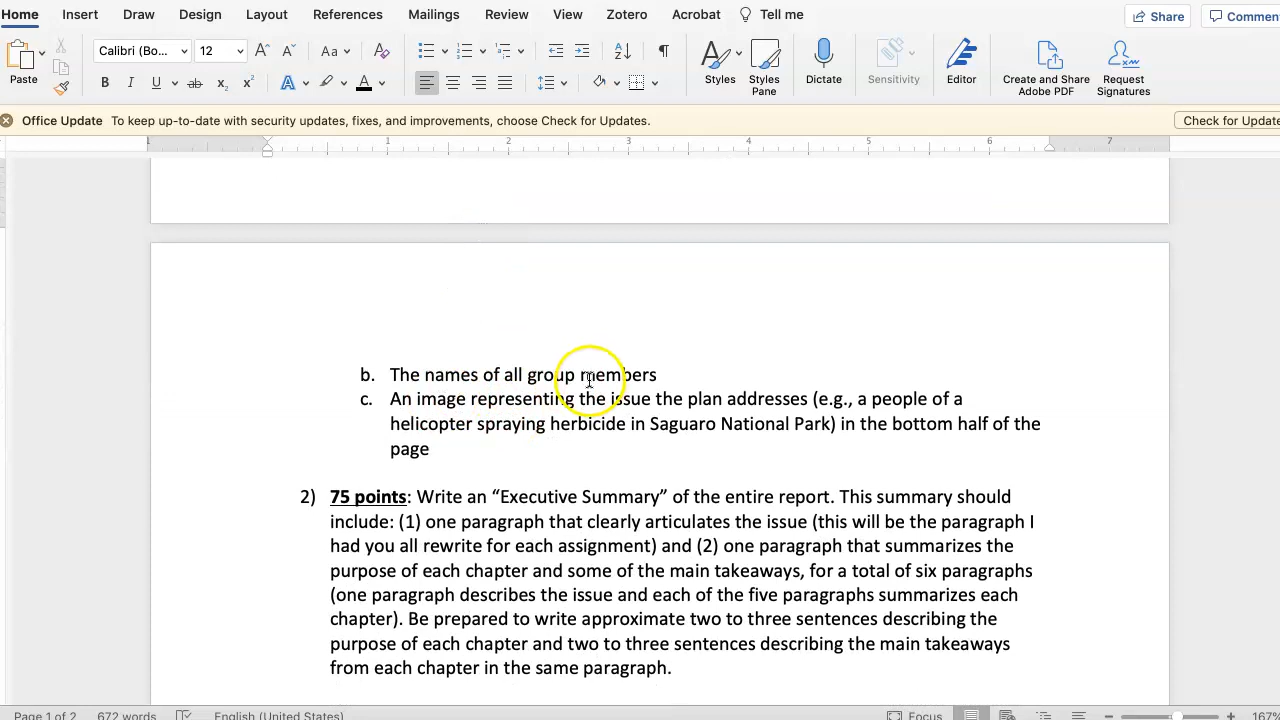 Home Insert Draw Design Layout References Mailings Review View Zotero Acrobat Tell me Share
Calibri (Bo... 12
Paste
Styles
Styles Pane
Dictate
Sensitivity
Editor
Create and Share Adobe PDF
Request Signatures
Office Update To keep up-to-date with security updates, fixes, and improvements, choose Check for Updates.
Check for Update
1 1 2 3 4 5 6 7
b. The names of all group members
c. An image representing the issue the plan addresses (e.g., a people of a
helicopter spraying herbicide in Saguaro National Park) in the bottom half of the
page
2) 75 points: Write an “Executive Summary” of the entire report. This summary should
include: (1) one paragraph that clearly articulates the issue (this will be the paragraph I
had you all rewrite for each assignment) and (2) one paragraph that summarizes the
purpose of each chapter and some of the main takeaways, for a total of six paragraphs
(one paragraph describes the issue and each of the five paragraphs summarizes each
chapter). Be prepared to write approximate two to three sentences describing the
purpose of each chapter and two to three sentences describing the main takeaways
from each chapter in the same paragraph.
Page 1 of 2 672 words English (United States) Focus 167%